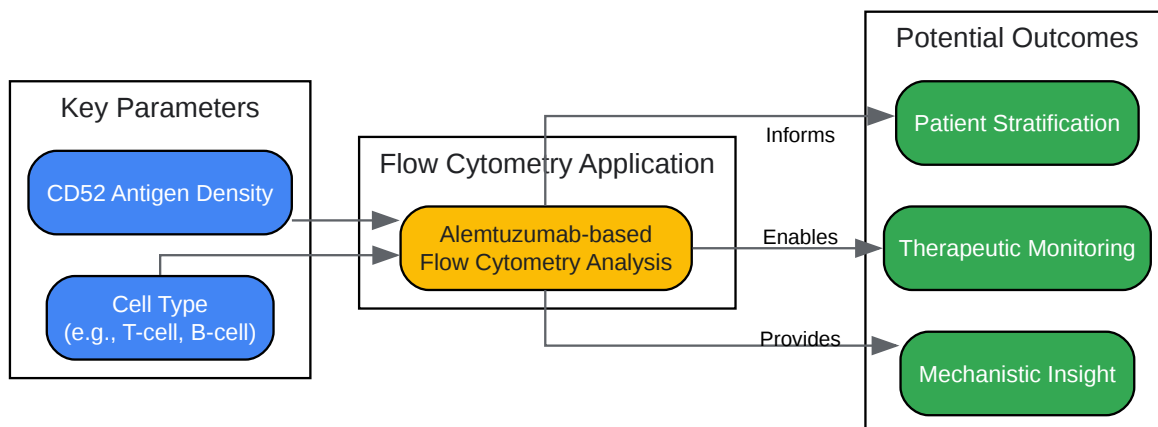 Key Parameters
CD52 Antigen Density
Cell Type
(e.g., T-cell, B-cell)
Flow Cytometry Application
Alemtuzumab-based
Flow Cytometry Analysis
Informs
Enables
Provides
Potential Outcomes
Patient Stratification
Therapeutic Monitoring
Mechanistic Insight